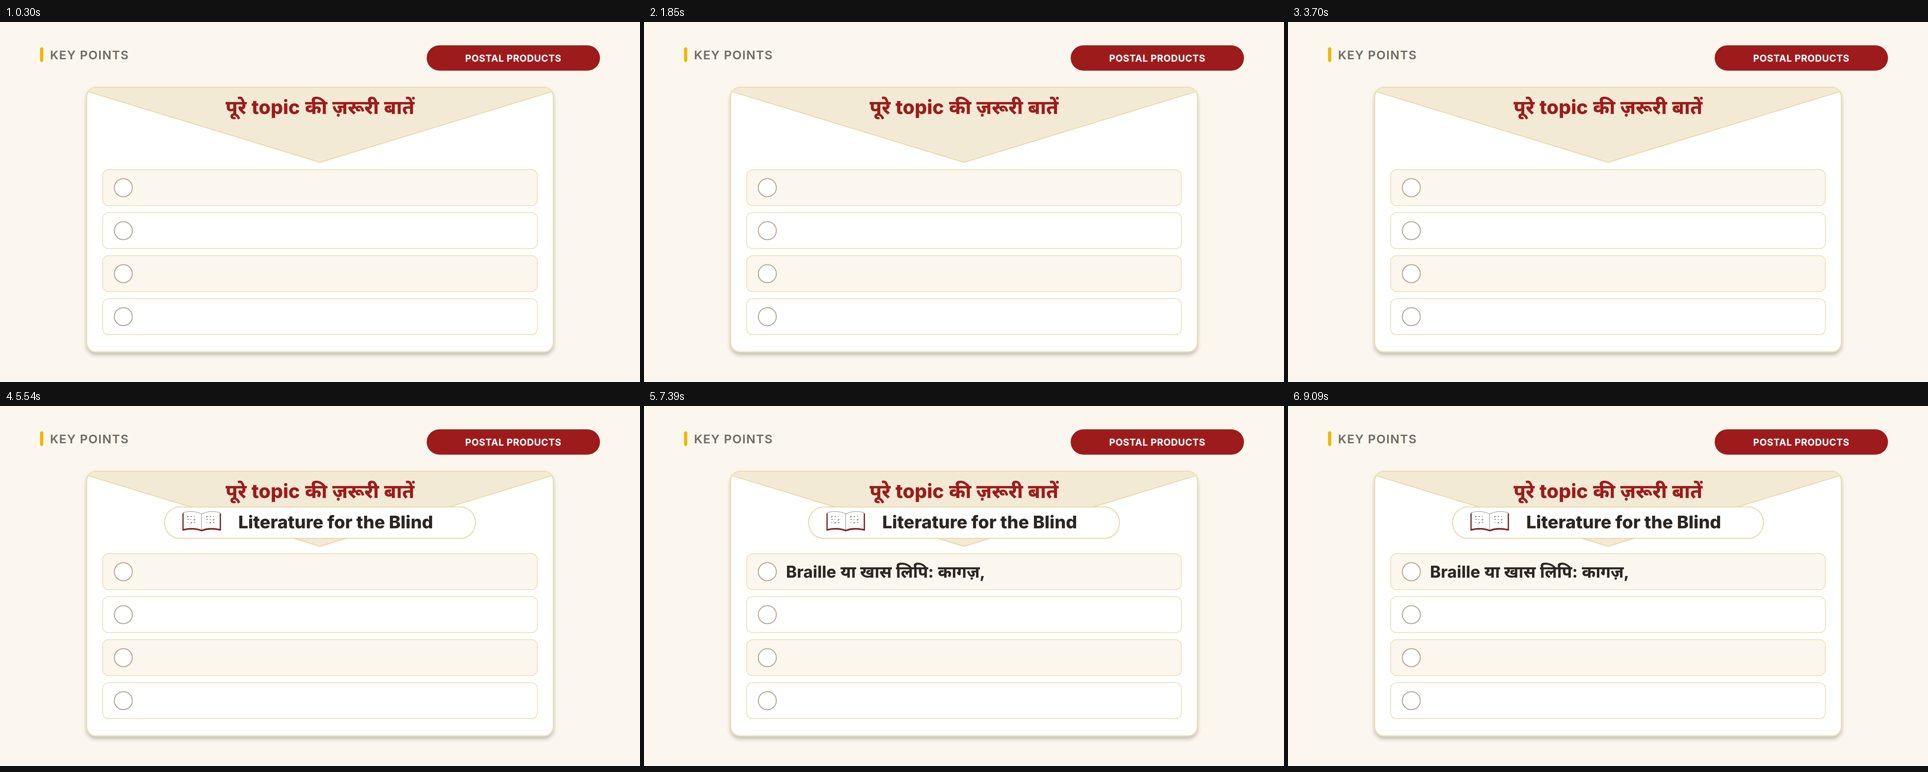 1. 0.30s
KEY POINTS
POSTAL PRODUCTS
पूरे topic की ज़रूरी बातें
2. 1.85s
KEY POINTS
POSTAL PRODUCTS
पूरे topic की ज़रूरी बातें
3. 3.70s
KEY POINTS
POSTAL PRODUCTS
पूरे topic की ज़रूरी बातें
4. 5.54s
KEY POINTS
POSTAL PRODUCTS
पूरे topic की ज़रूरी बातें
Literature for the Blind
5. 7.39s
KEY POINTS
POSTAL PRODUCTS
पूरे topic की ज़रूरी बातें
Literature for the Blind
Braille या खास लिपि: कागज़,
6. 9.09s
KEY POINTS
POSTAL PRODUCTS
पूरे topic की ज़रूरी बातें
Literature for the Blind
Braille या खास लिपि: कागज़,